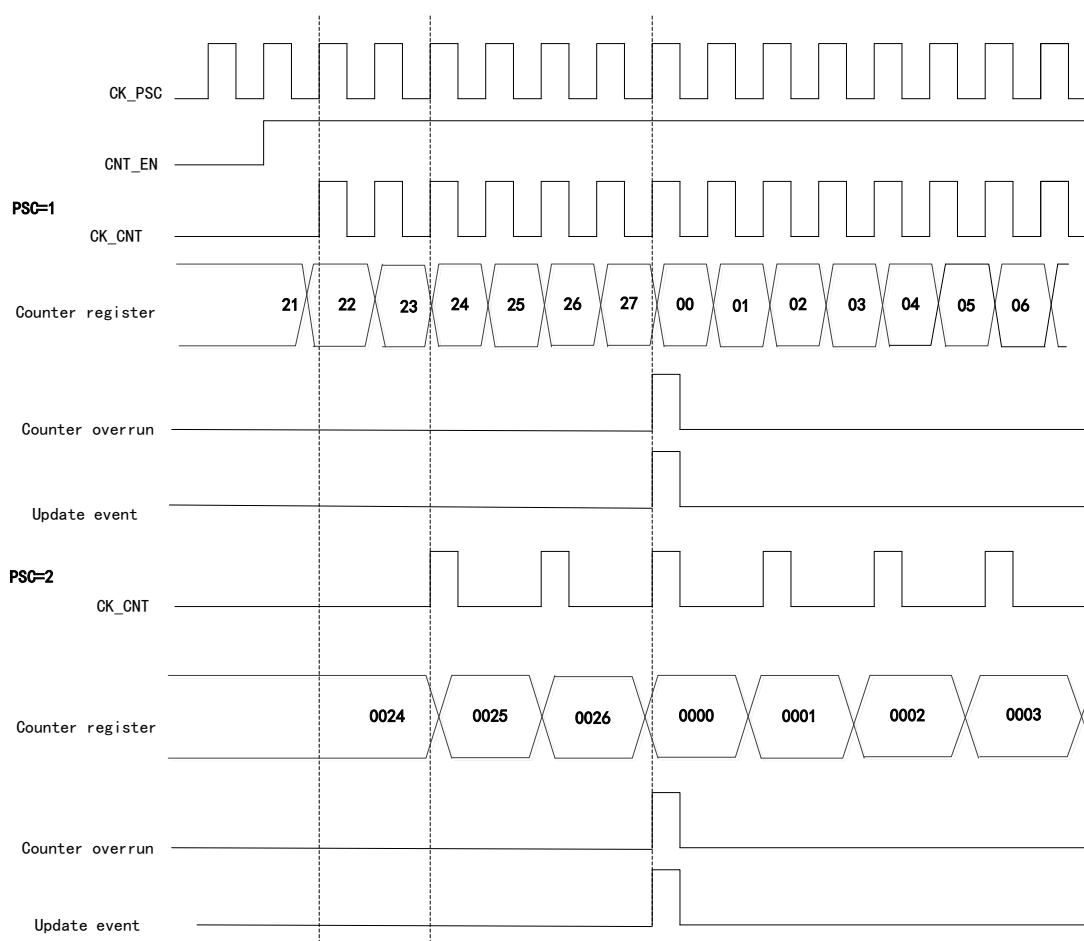 CK_PSC
CNT_EN
PSC=1
CK_CNT
Counter register 21 22 23 24 25 26 27 00 01 02 03 04 05 06
Counter overrun
Update event
PSC=2
CK_CNT
Counter register 0024 0025 0026 0000 0001 0002 0003
Counter overrun
Update event